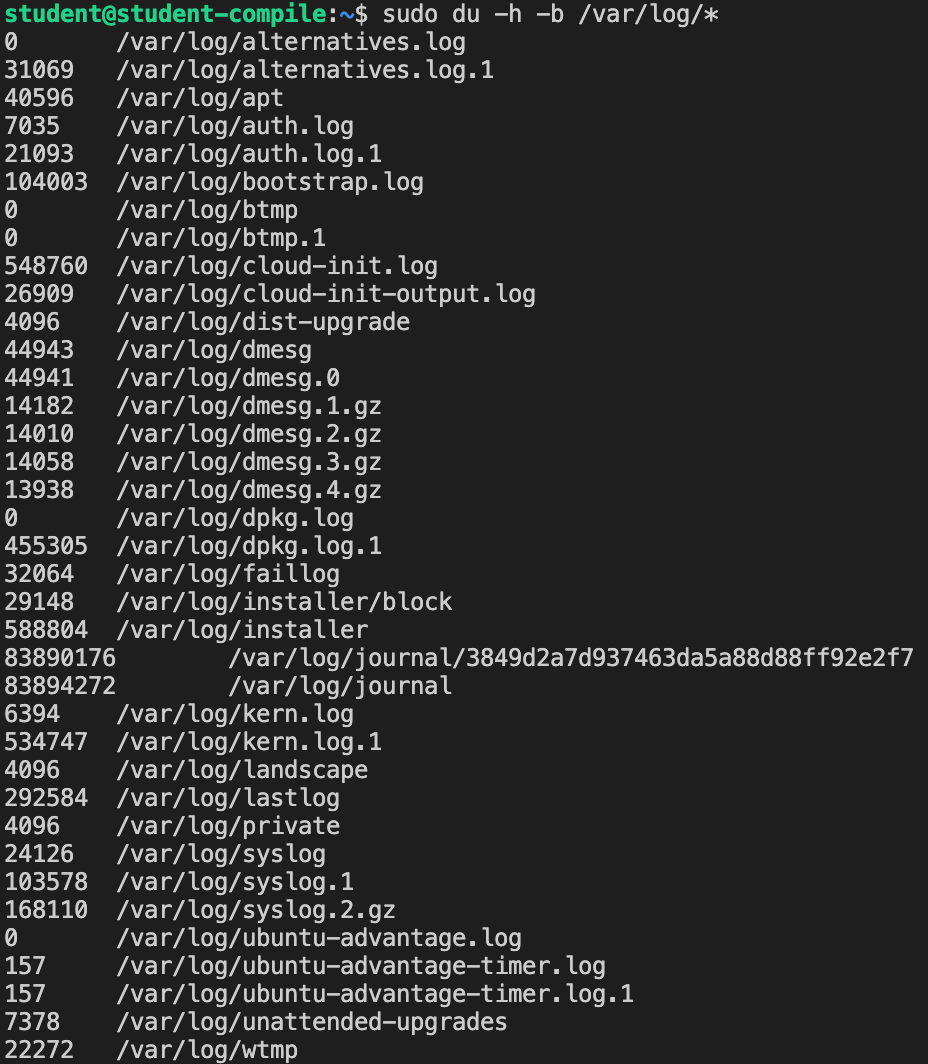 student@student-compile:~$ sudo du -h -b /var/log/*
0 /var/log/alternatives.log
31069 /var/log/alternatives.log.1
40596 /var/log/apt
7035 /var/log/auth.log
21093 /var/log/auth.log.1
104003 /var/log/bootstrap.log
0 /var/log/btmp
0 /var/log/btmp.1
548760 /var/log/cloud-init.log
26909 /var/log/cloud-init-output.log
4096 /var/log/dist-upgrade
44943 /var/log/dmesg
44941 /var/log/dmesg.0
14182 /var/log/dmesg.1.gz
14010 /var/log/dmesg.2.gz
14058 /var/log/dmesg.3.gz
13938 /var/log/dmesg.4.gz
0 /var/log/dpkg.log
455305 /var/log/dpkg.log.1
32064 /var/log/faillog
29148 /var/log/installer/block
588804 /var/log/installer
83890176 /var/log/journal/3849d2a7d937463da5a88d88ff92e2f7
83894272 /var/log/journal
6394 /var/log/kern.log
534747 /var/log/kern.log.1
4096 /var/log/landscape
292584 /var/log/lastlog
4096 /var/log/private
24126 /var/log/syslog
103578 /var/log/syslog.1
168110 /var/log/syslog.2.gz
0 /var/log/ubuntu-advantage.log
157 /var/log/ubuntu-advantage-timer.log
157 /var/log/ubuntu-advantage-timer.log.1
7378 /var/log/unattended-upgrades
22272 /var/log/wtmp